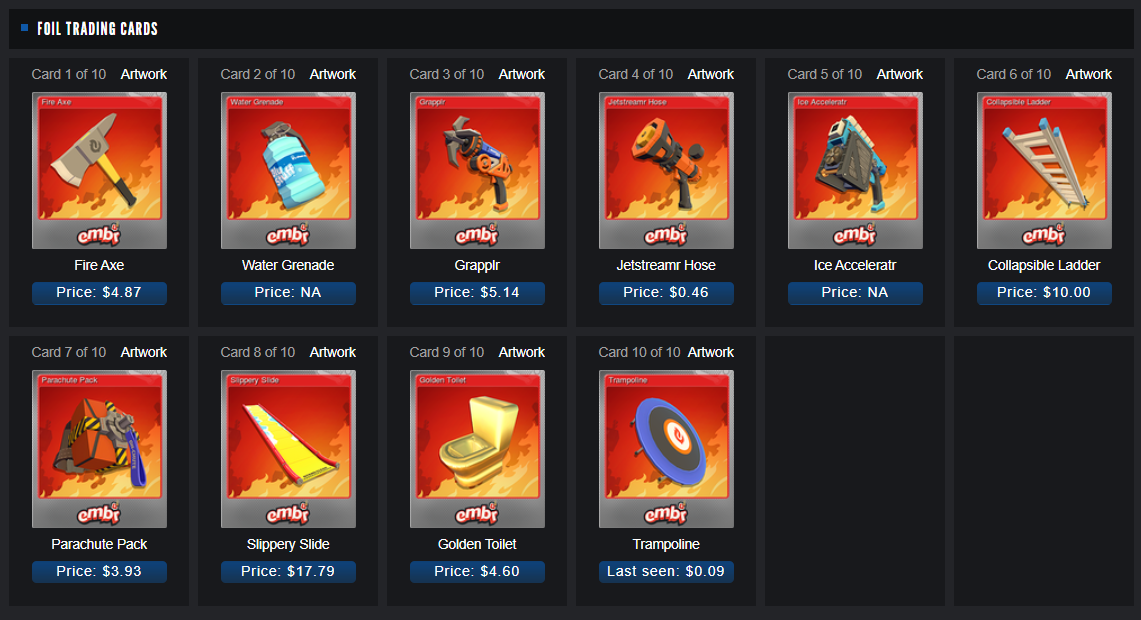 FOIL TRADING CARDS
Card 1 of 10 Artwork
Card 2 of 10 Artwork
Card 3 of 10 Artwork
Card 4 of 10 Artwork
Card 5 of 10 Artwork
Card 6 of 10 Artwork
Fire Axe
Water Grenade
Grapplr
Jetstreamr Hose
Ice Acceleratr
Collapsible Ladder
embr
embr
embr
embr
embr
embr
Fire Axe
Water Grenade
Grapplr
Jetstreamr Hose
Ice Acceleratr
Collapsible Ladder
Price: $4.87
Price: NA
Price: $5.14
Price: $0.46
Price: NA
Price: $10.00
Card 7 of 10 Artwork
Card 8 of 10 Artwork
Card 9 of 10 Artwork
Card 10 of 10 Artwork
Parachute Pack
Slippery Slide
Golden Toilet
Trampoline
embr
embr
embr
embr
Parachute Pack
Slippery Slide
Golden Toilet
Trampoline
Price: $3.93
Price: $17.79
Price: $4.60
Last seen: $0.09